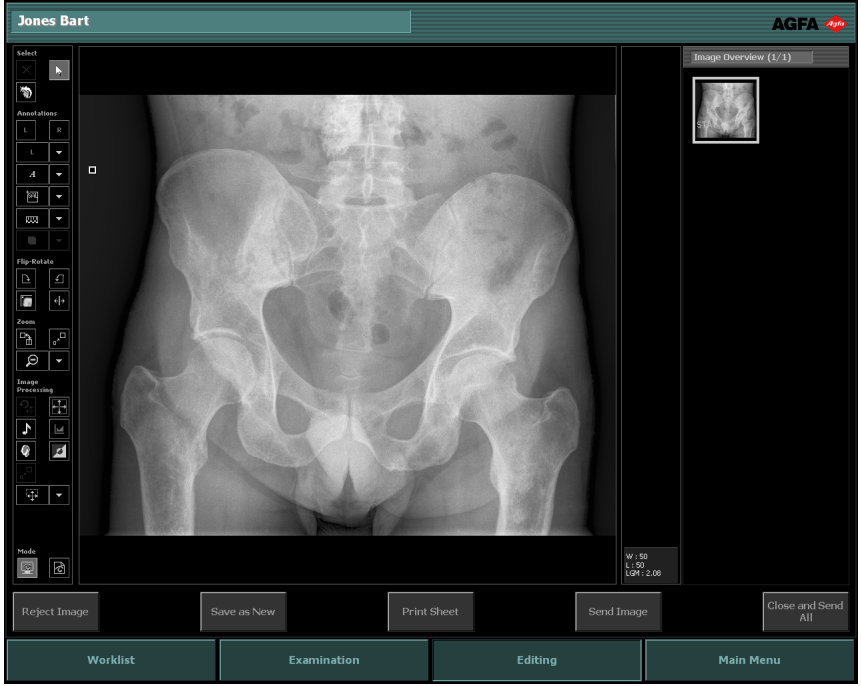 Jones Bart
AGFA
Agfa
Select
Annotations
L
R
L
A
Flip-Rotate
Zoom
Image
Processing
Mode
Image Overview (1/1)
STA
W : 50
L : 50
LGM : 2.08
Reject Image
Save as New
Print Sheet
Send Image
Close and Send
All
Worklist
Examination
Editing
Main Menu